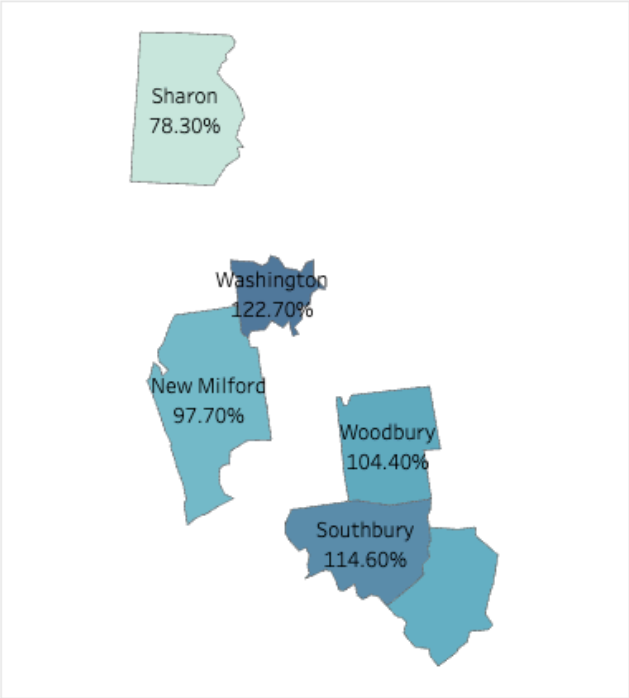 Sharon
78.30%
Washington
122.70%
New Milford
97.70%
Woodbury
104.40%
Southbury
114.60%